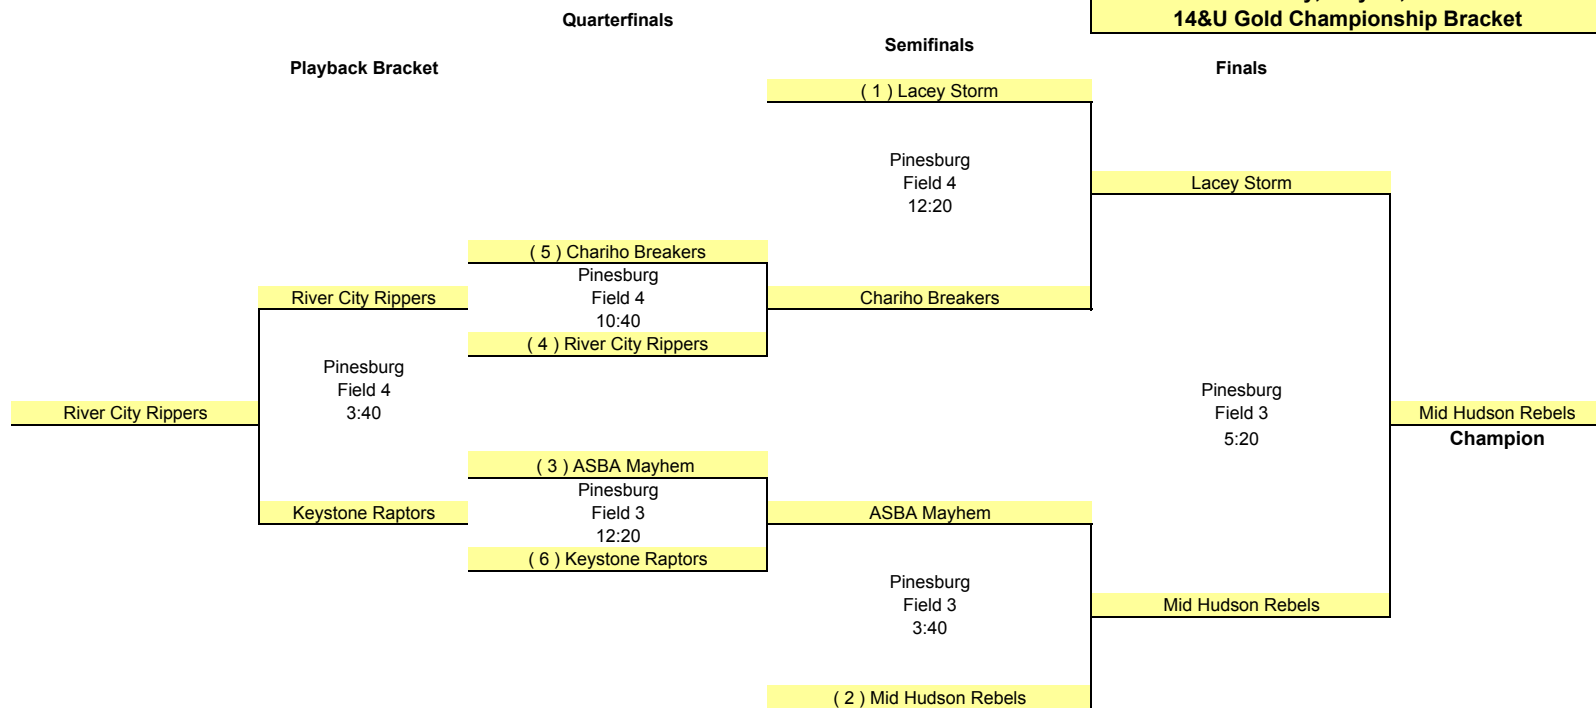 14&U Gold Championship Bracket
Quarterfinals
Semifinals
Playback Bracket
Finals
( 1 ) Lacey Storm
Pinesburg
Field 4
12:20
Lacey Storm
( 5 ) Chariho Breakers
Pinesburg
Field 4
10:40
( 4 ) River City Rippers
River City Rippers
Chariho Breakers
Pinesburg
Field 4
3:40
River City Rippers
Pinesburg
Field 3
5:20
Mid Hudson Rebels
Champion
( 3 ) ASBA Mayhem
Pinesburg
Field 3
12:20
( 6 ) Keystone Raptors
Keystone Raptors
ASBA Mayhem
Pinesburg
Field 3
3:40
Mid Hudson Rebels
( 2 ) Mid Hudson Rebels